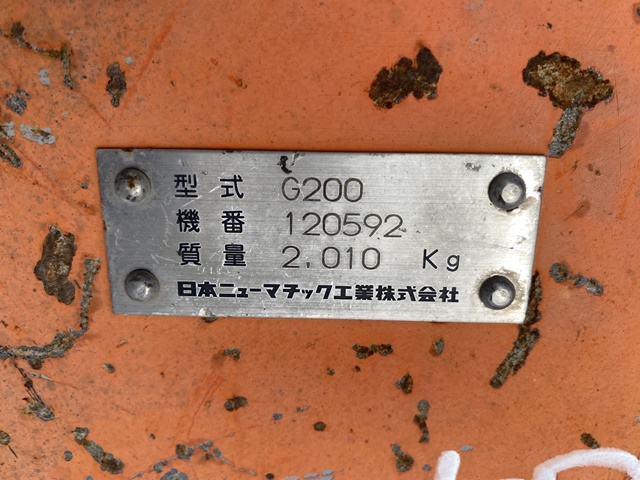 型式 G200
機番 120592
質量 2,010 Kg
日本ニューマチック工業株式会社